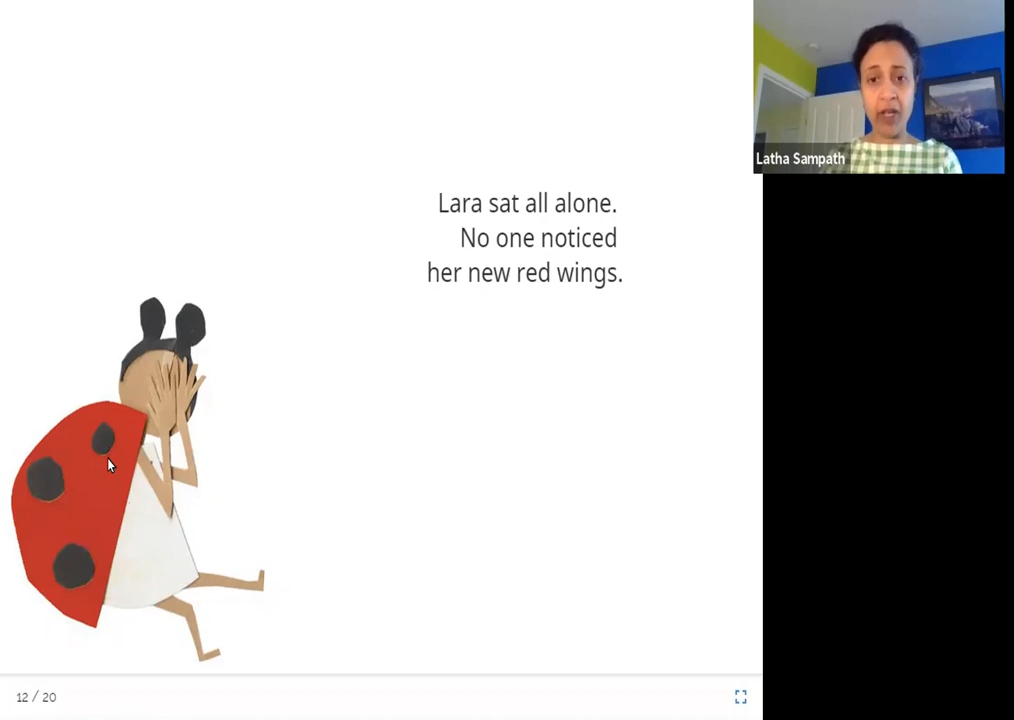 Lara sat all alone.
No one noticed
her new red wings.
Latha Sampath
12 / 20